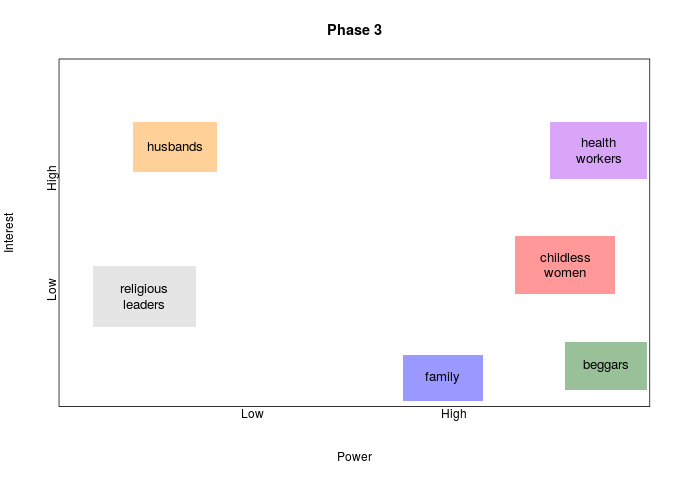 Phase 3
husbands
health
workers
High
Interest
childless
women
Low
religious
leaders
beggars
family
Low
High
Power